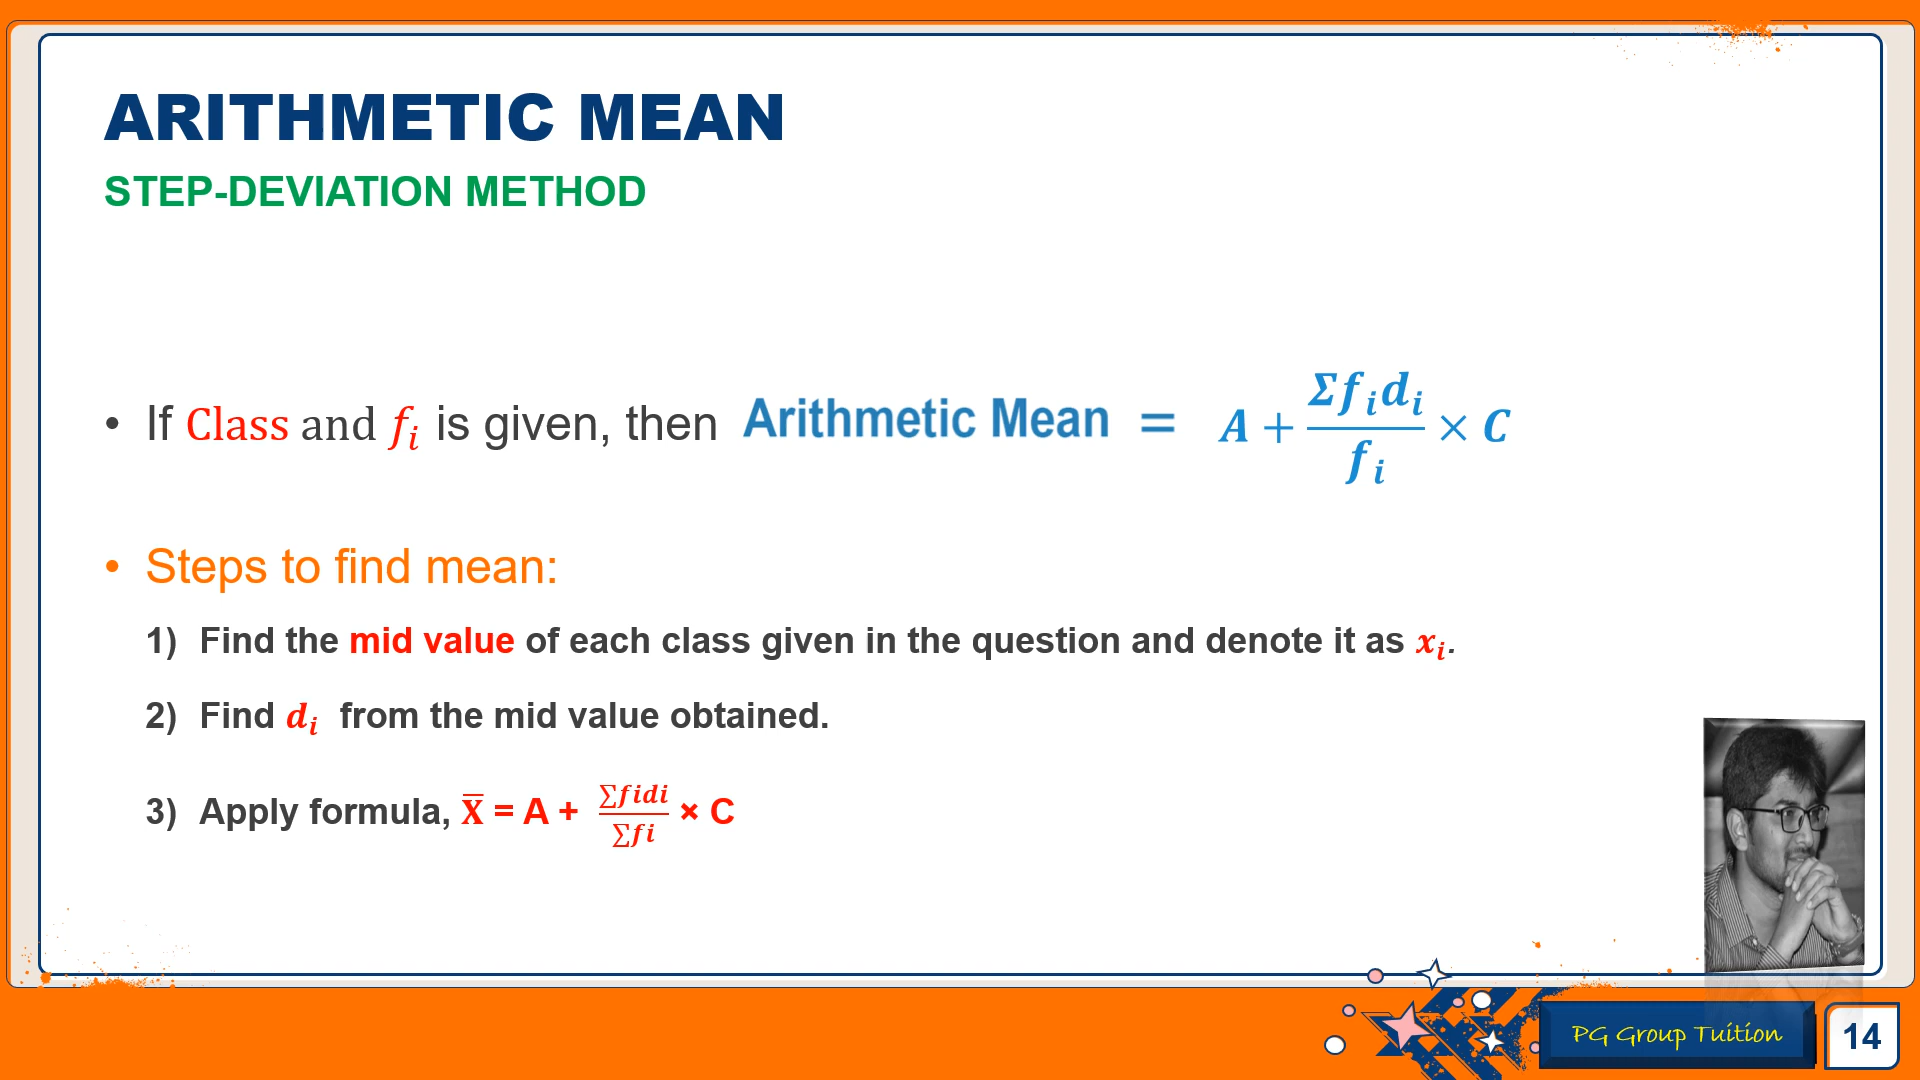 ARITHMETIC MEAN
STEP-DEVIATION METHOD
• If Class and fᵢ is given, then Arithmetic Mean = A + Σfᵢdᵢ / fᵢ × C
• Steps to find mean:
1) Find the mid value of each class given in the question and denote it as xᵢ.
2) Find dᵢ from the mid value obtained.
3) Apply formula, X̅ = A + ∑fidi / ∑fi × C
PG Group Tuition
14